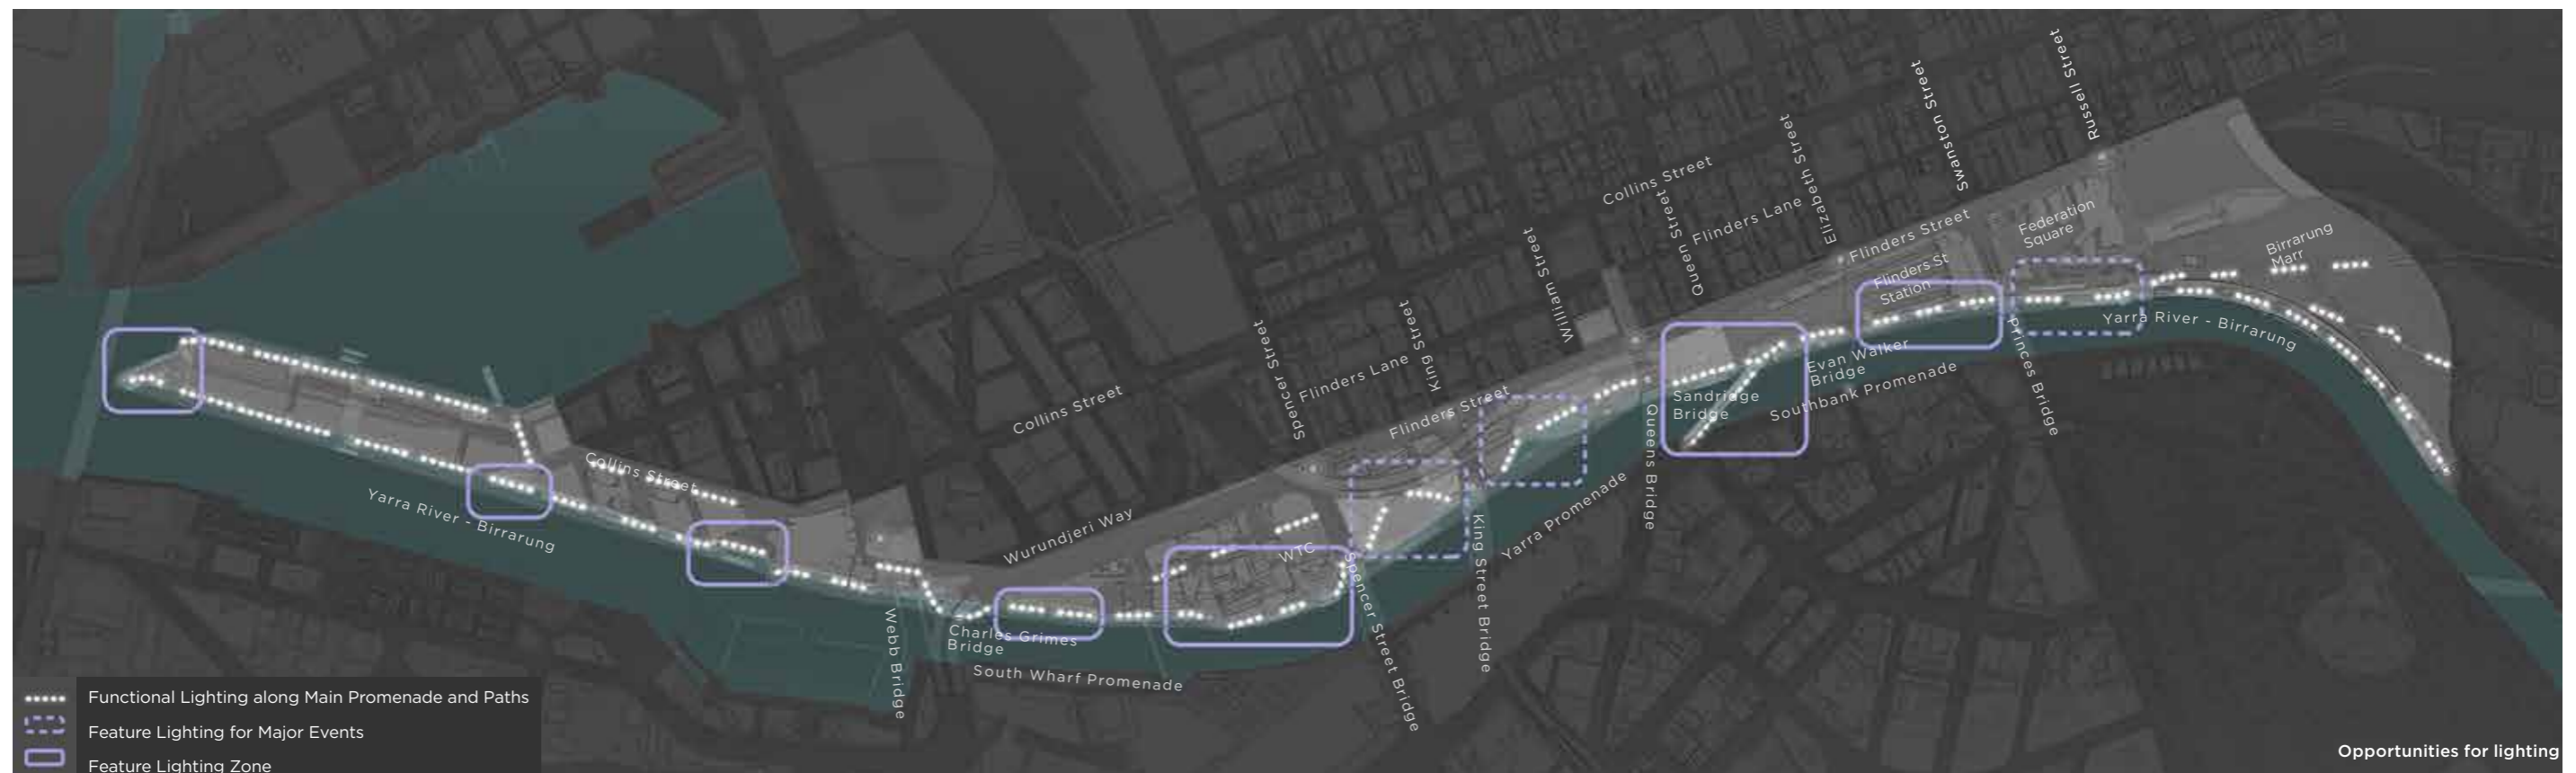 Russell Street
Swanston Street
Elizabeth Street
Collins Street
Queen Street
Flinders Lane
William Street
Flinders Street
Federation
Square
Birrarung
Marr
Flinders St
Station
Yarra River - Birrarung
Princes Bridge
Evan Walker
Bridge
Southbank Promenade
Sandridge
Bridge
Queens Bridge
King Street
Spencer Street
Flinders Lane
Flinders Street
Collins Street
Yarra Promenade
King Street Bridge
Spencer Street Bridge
WTC
Wurundjeri Way
Collins Street
Yarra River - Birrarung
Webb Bridge
Charles Grimes
Bridge
South Wharf Promenade
Functional Lighting along Main Promenade and Paths
Feature Lighting for Major Events
Feature Lighting Zone
Opportunities for lighting